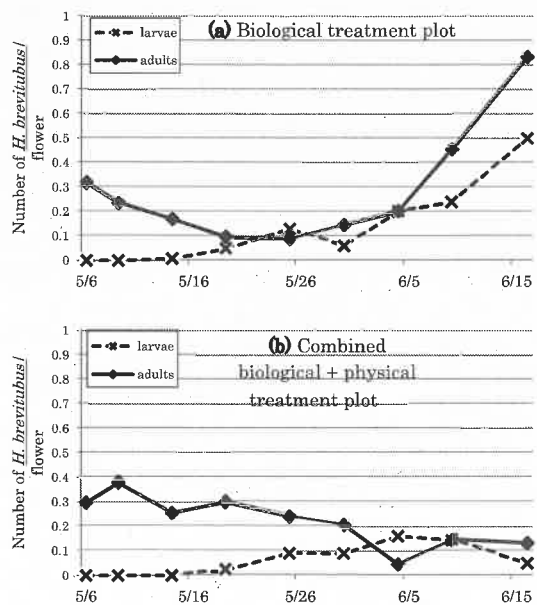 1
0.9
0.8
0.7
0.6
0.5
0.4
0.3
0.2
0.1
0
larvae
adults
(a) Biological treatment plot
Number of H. brevitubus/
flower
5/6
5/16
5/26
6/5
6/15
1
0.9
0.8
0.7
0.6
0.5
0.4
0.3
0.2
0.1
0
larvae
adults
(b) Combined
biological + physical
treatment plot
Number of H. brevitubus/
flower
5/6
5/16
5/26
6/5
6/15